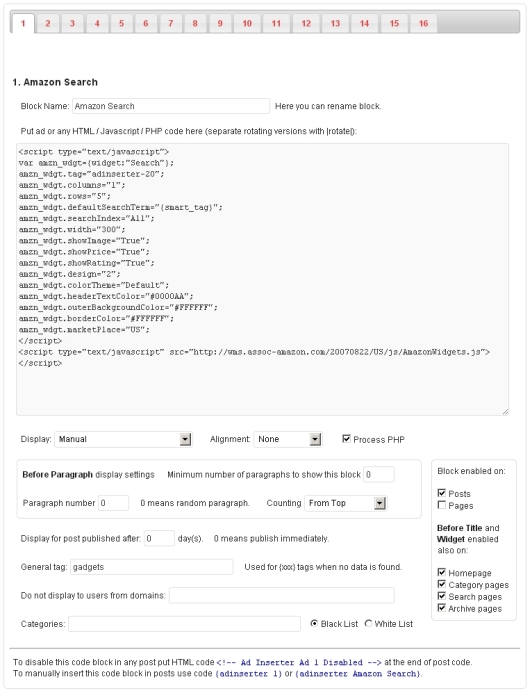 1 2 3 4 5 6 7 8 9 10 11 12 13 14 15 16
1. Amazon Search
Block Name: Amazon Search Here you can rename block.
Put ad or any HTML / Javascript / PHP code here (separate rotating versions with |rotate|):
<script type="text/javascript">
var amzn_wdgt={widget:"Search"};
amzn_wdgt.tag="adinserter-20";
amzn_wdgt.columns="1";
amzn_wdgt.rows="5";
amzn_wdgt.defaultSearchTerm="{smart_tag}";
amzn_wdgt.searchIndex="All";
amzn_wdgt.width="300";
amzn_wdgt.showImage="True";
amzn_wdgt.showPrice="True";
amzn_wdgt.showRating="True";
amzn_wdgt.design="2";
amzn_wdgt.colorTheme="Default";
amzn_wdgt.headerTextColor="#0000AA";
amzn_wdgt.outerBackgroundColor="#FFFFFF";
amzn_wdgt.borderColor="#FFFFFF";
amzn_wdgt.marketPlace="US";
</script>
<script type="text/javascript" src="http://wms.assoc-amazon.com/20070822/US/js/AmazonWidgets.js">
</script>
Display: Manual Alignment: None Process PHP
Before Paragraph display settings Minimum number of paragraphs to show this block 0
Paragraph number 0 0 means random paragraph. Counting From Top
Block enabled on:
Posts
Pages
Before Title and
Widget enabled
also on:
Homepage
Category pages
Search pages
Archive pages
Display for post published after: 0 day(s). 0 means publish immediately.
General tag: gadgets Used for {xxx} tags when no data is found.
Do not display to users from domains:
Categories: Black List White List
To disable this code block in any post put HTML code <!-- Ad Inserter Ad 1 Disabled --> at the end of post code.
To manually insert this code block in posts use code {adinserter 1} or {adinserter Amazon Search}.